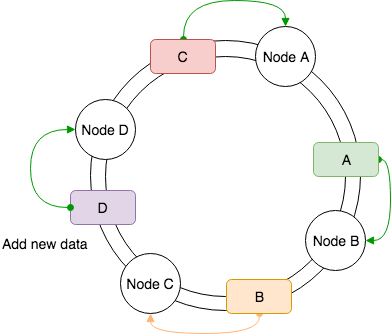 C
Node A
Node D
A
D
Node B
Add new data
Node C
B